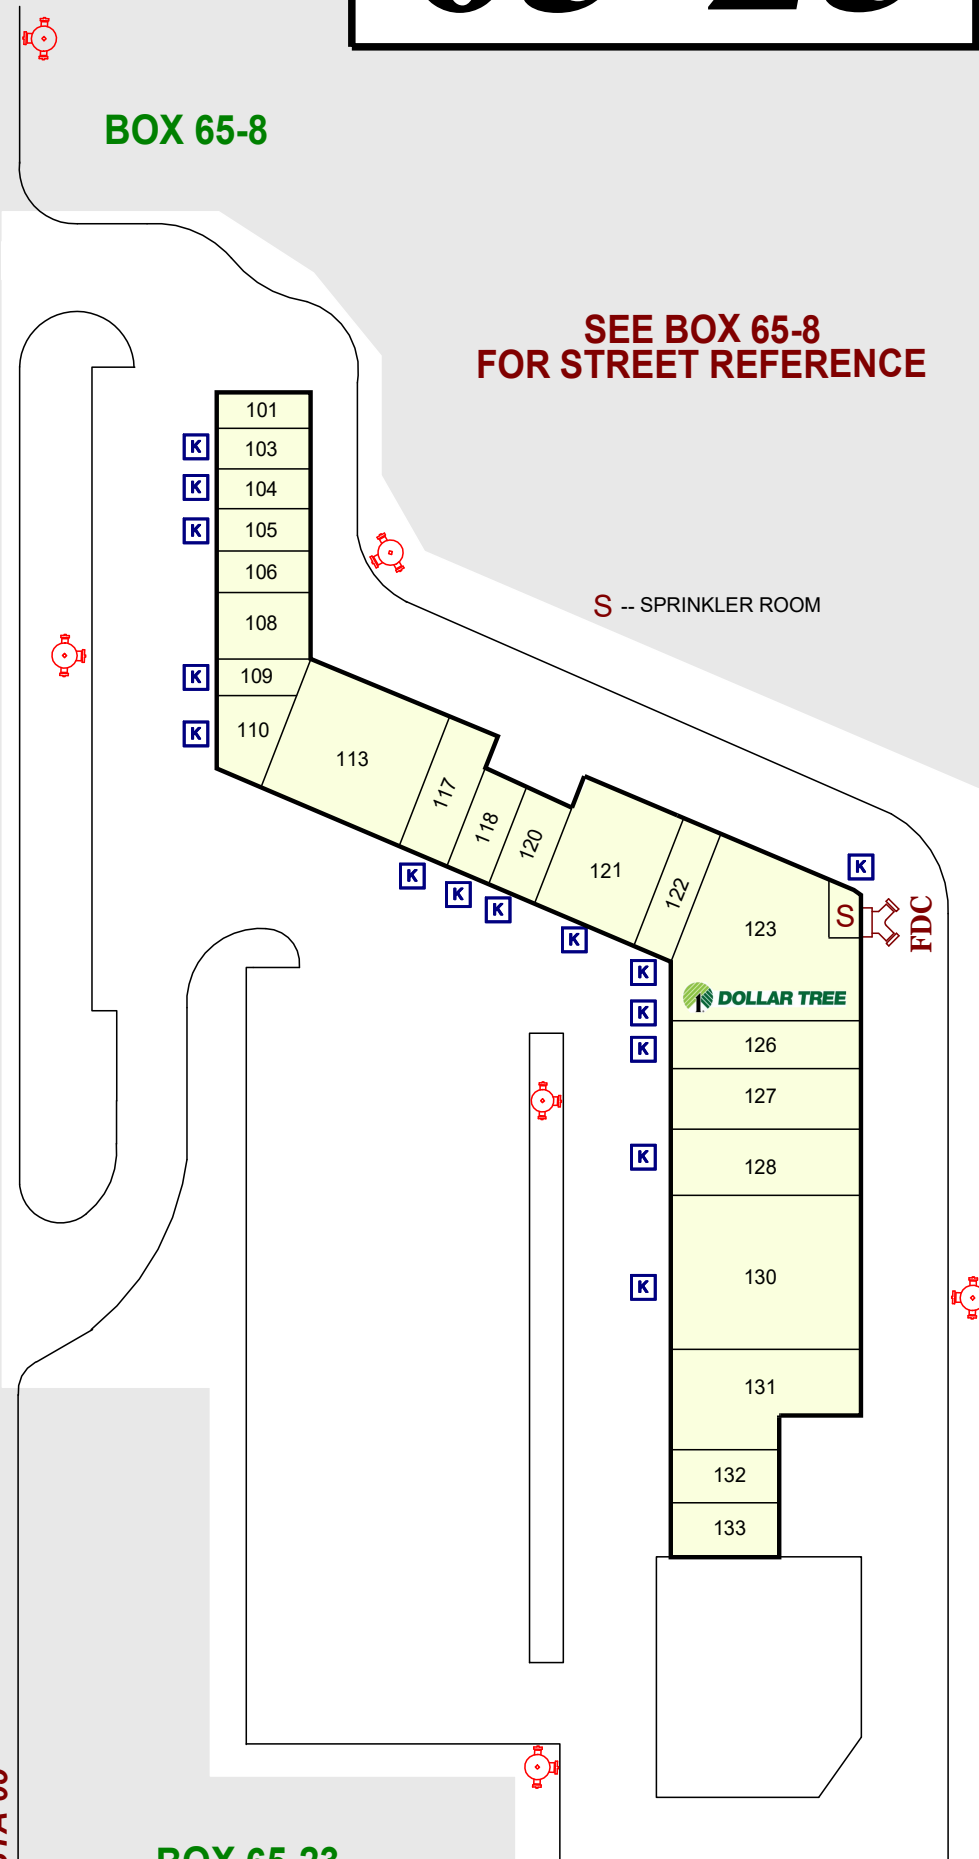 BOX 65-8
SEE BOX 65-8
FOR STREET REFERENCE
101
K 103
K 104
K 105
106
S -- SPRINKLER ROOM
108
K 109
K 110
113
117
118
120
121
122
K
K
K
K
K
S
FDC
123
K
DOLLAR TREE
K
126
K
127
K
128
K
130
131
132
133